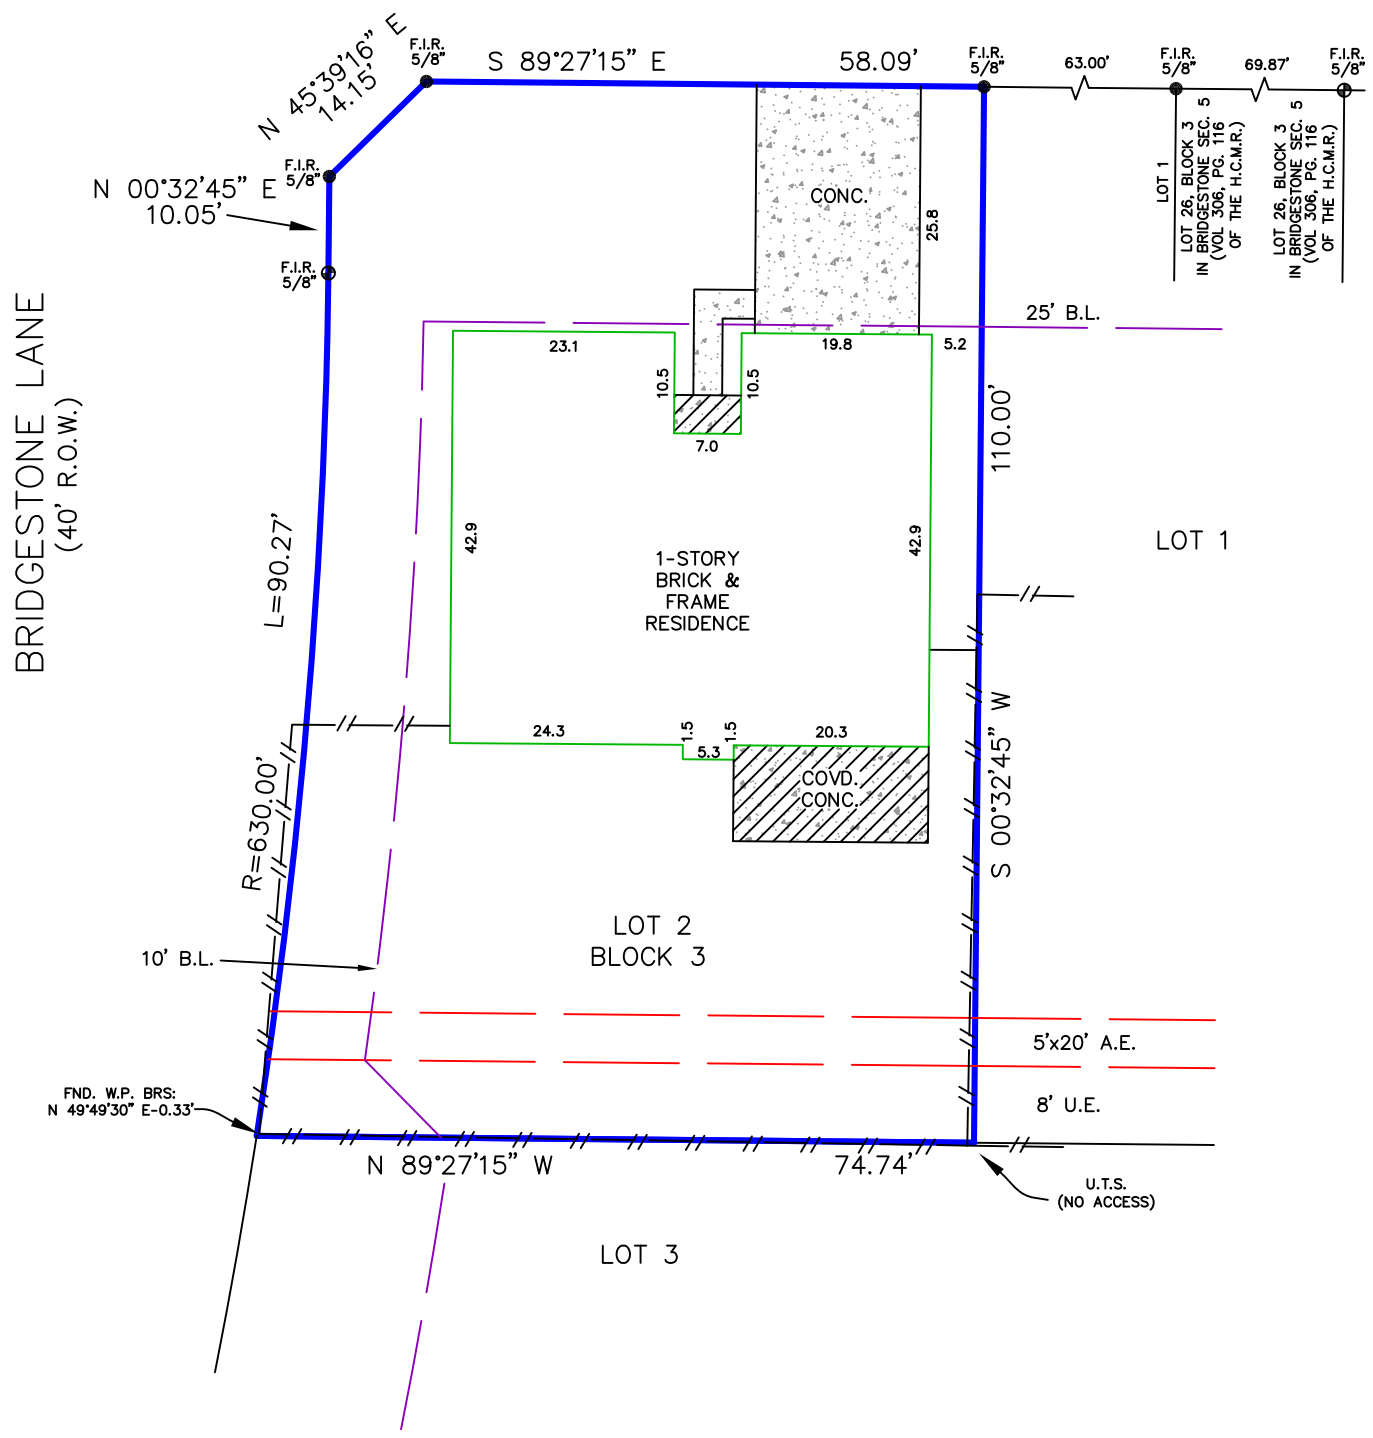 N 45°39'16" E
14.15'
F.I.R.
5/8"
S 89°27'15" E
58.09'
F.I.R.
5/8"
63.00'
F.I.R.
5/8"
69.87'
F.I.R.
5/8"
LOT 1
LOT 26, BLOCK 3
IN BRIDGESTONE SEC. 5
(VOL 306, PG. 116
OF THE H.C.M.R.)
LOT 26, BLOCK 3
IN BRIDGESTONE SEC. 5
(VOL 306, PG. 116
OF THE H.C.M.R.)
F.I.R.
5/8"
N 00°32'45" E
10.05'
F.I.R.
5/8"
CONC.
25.8
25' B.L.
23.1
19.8
5.2
10.5
10.5
7.0
BRIDGESTONE LANE
(40' R.O.W.)
L=90.27'
42.9
42.9
110.00'
LOT 1
1-STORY
BRICK &
FRAME
RESIDENCE
24.3
1.5
5.3
1.5
20.3
COVD.
CONC.
R=630.00'
S 00°32'45" W
LOT 2
BLOCK 3
10' B.L.
5'x20' A.E.
8' U.E.
FND. W.P. BRS:
N 49°49'30" E-0.33'
N 89°27'15" W
74.74'
U.T.S.
(NO ACCESS)
LOT 3